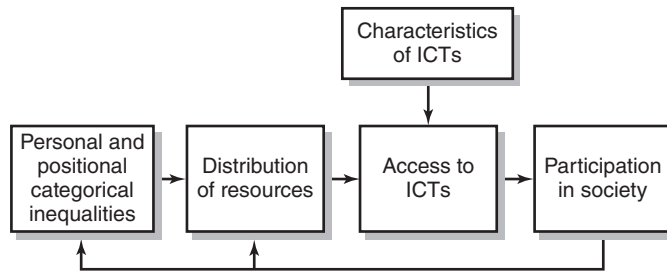 Characteristics
of ICTs
Personal and
positional
categorical
inequalities
Distribution
of resources
Access to
ICTs
Participation
in society